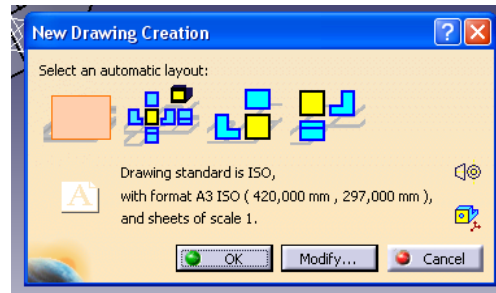 New Drawing Creation
Select an automatic layout:
Drawing standard is ISO,
with format A3 ISO ( 420,000 mm , 297,000 mm ),
and sheets of scale 1.
A
OK Modify... Cancel